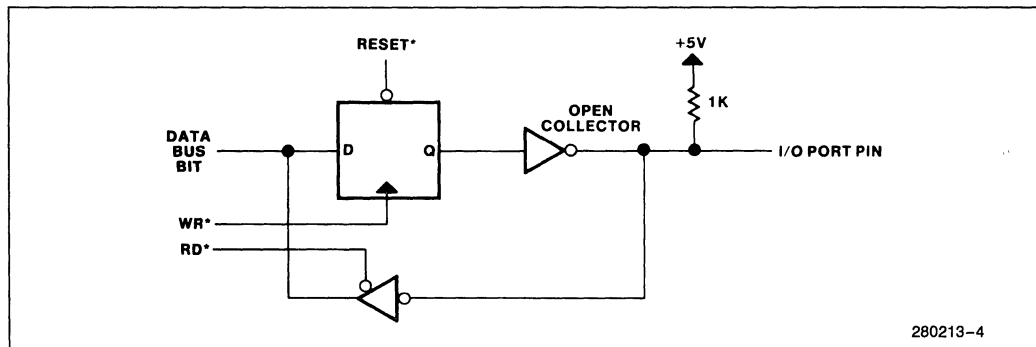 RESET*
+5V
1K
OPEN
COLLECTOR
DATA
BUS
BIT
D
Q
I/O PORT PIN
WR*
RD*
280213-4